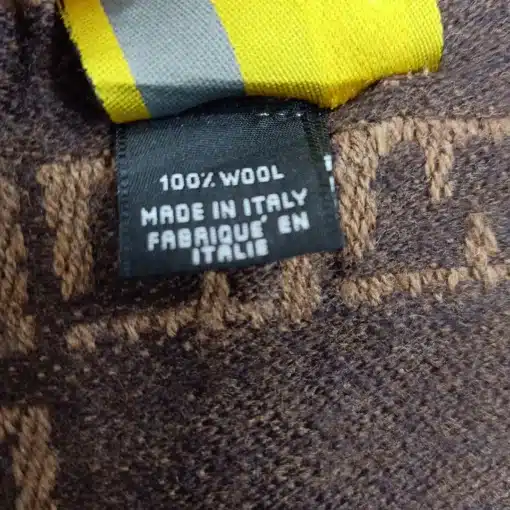 100% WOOL
MADE IN ITALY
FABRIQUÉ EN
ITALIE